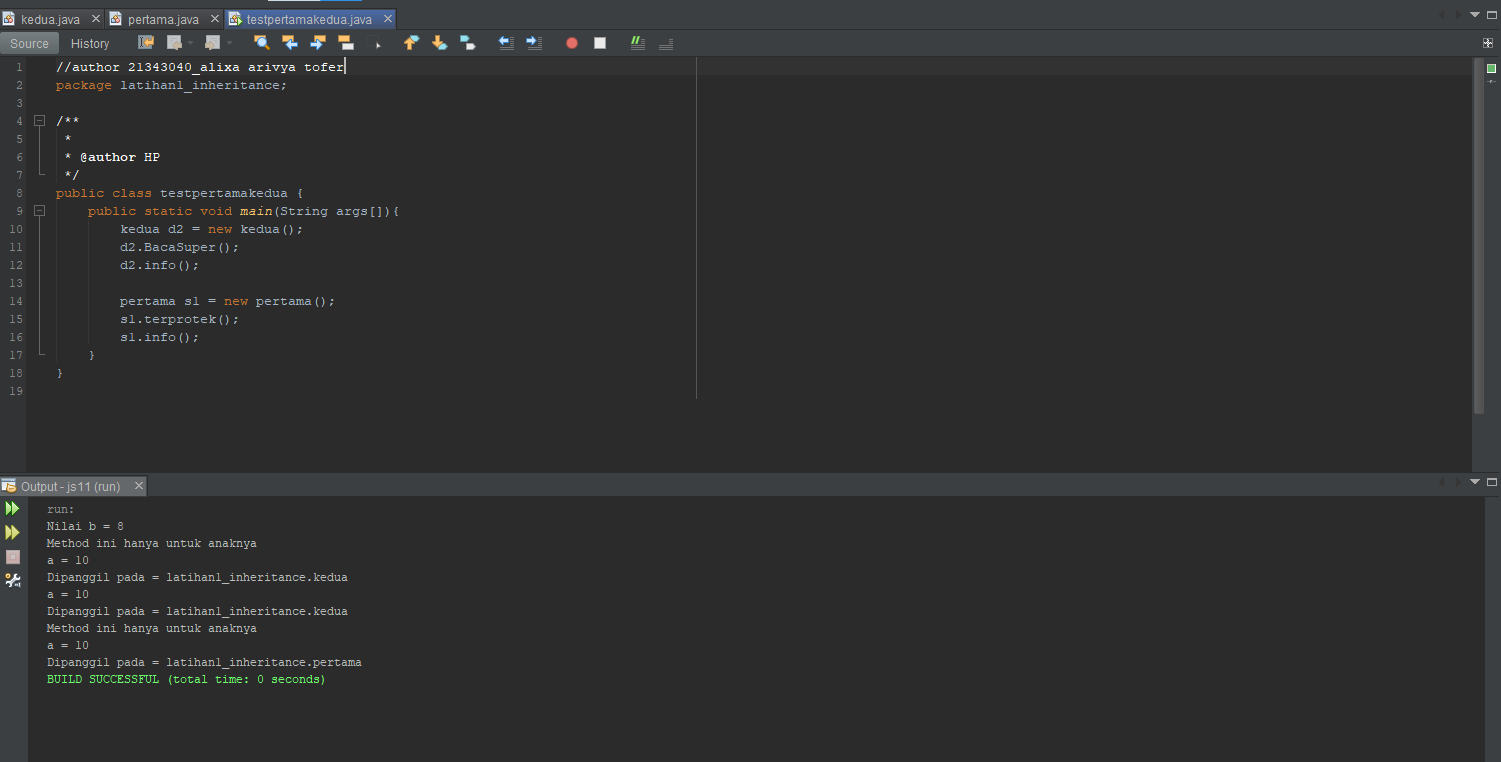 kedua.java
pertama.java
testpertamakedua.java
Source History
1 //author 21343040_alixa arivya tofer
2 package latihan1_inheritance;
3
4 /**
5 *
6 * @author HP
7 */
8 public class testpertamakedua {
9 public static void main(String args[]){
10 kedua d2 = new kedua();
11 d2.BacaSuper();
12 d2.info();
13
14 pertama s1 = new pertama();
15 s1.terprotek();
16 s1.info();
17 }
18 }
19
Output - js11 (run)
run:
Nilai b = 8
Method ini hanya untuk anaknya
a = 10
Dipanggil pada = latihan1_inheritance.kedua
a = 10
Dipanggil pada = latihan1_inheritance.kedua
Method ini hanya untuk anaknya
a = 10
Dipanggil pada = latihan1_inheritance.pertama
BUILD SUCCESSFUL (total time: 0 seconds)